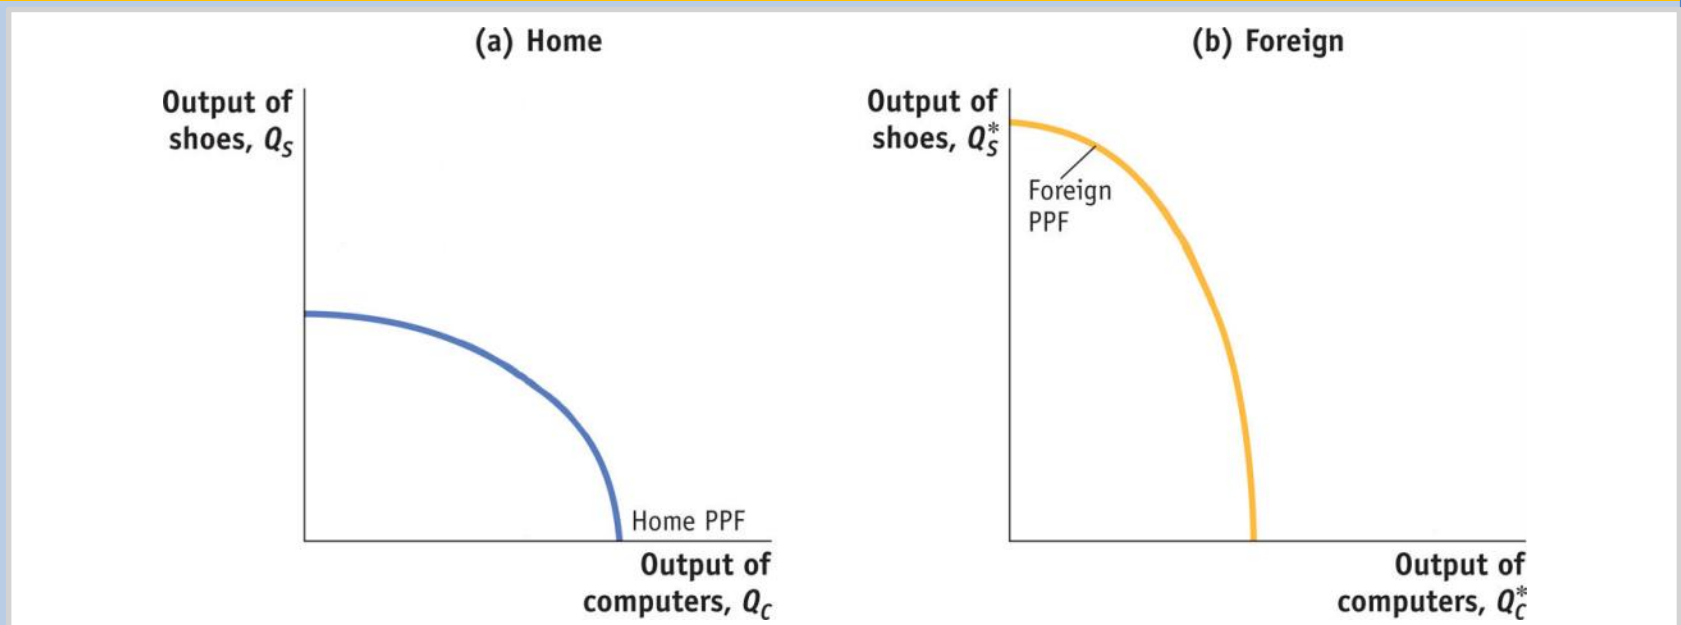 (a) Home
Output of
shoes, Q_S
Home PPF
Output of
computers, Q_C
(b) Foreign
Output of
shoes, Q*_S
Foreign
PPF
Output of
computers, Q*_C